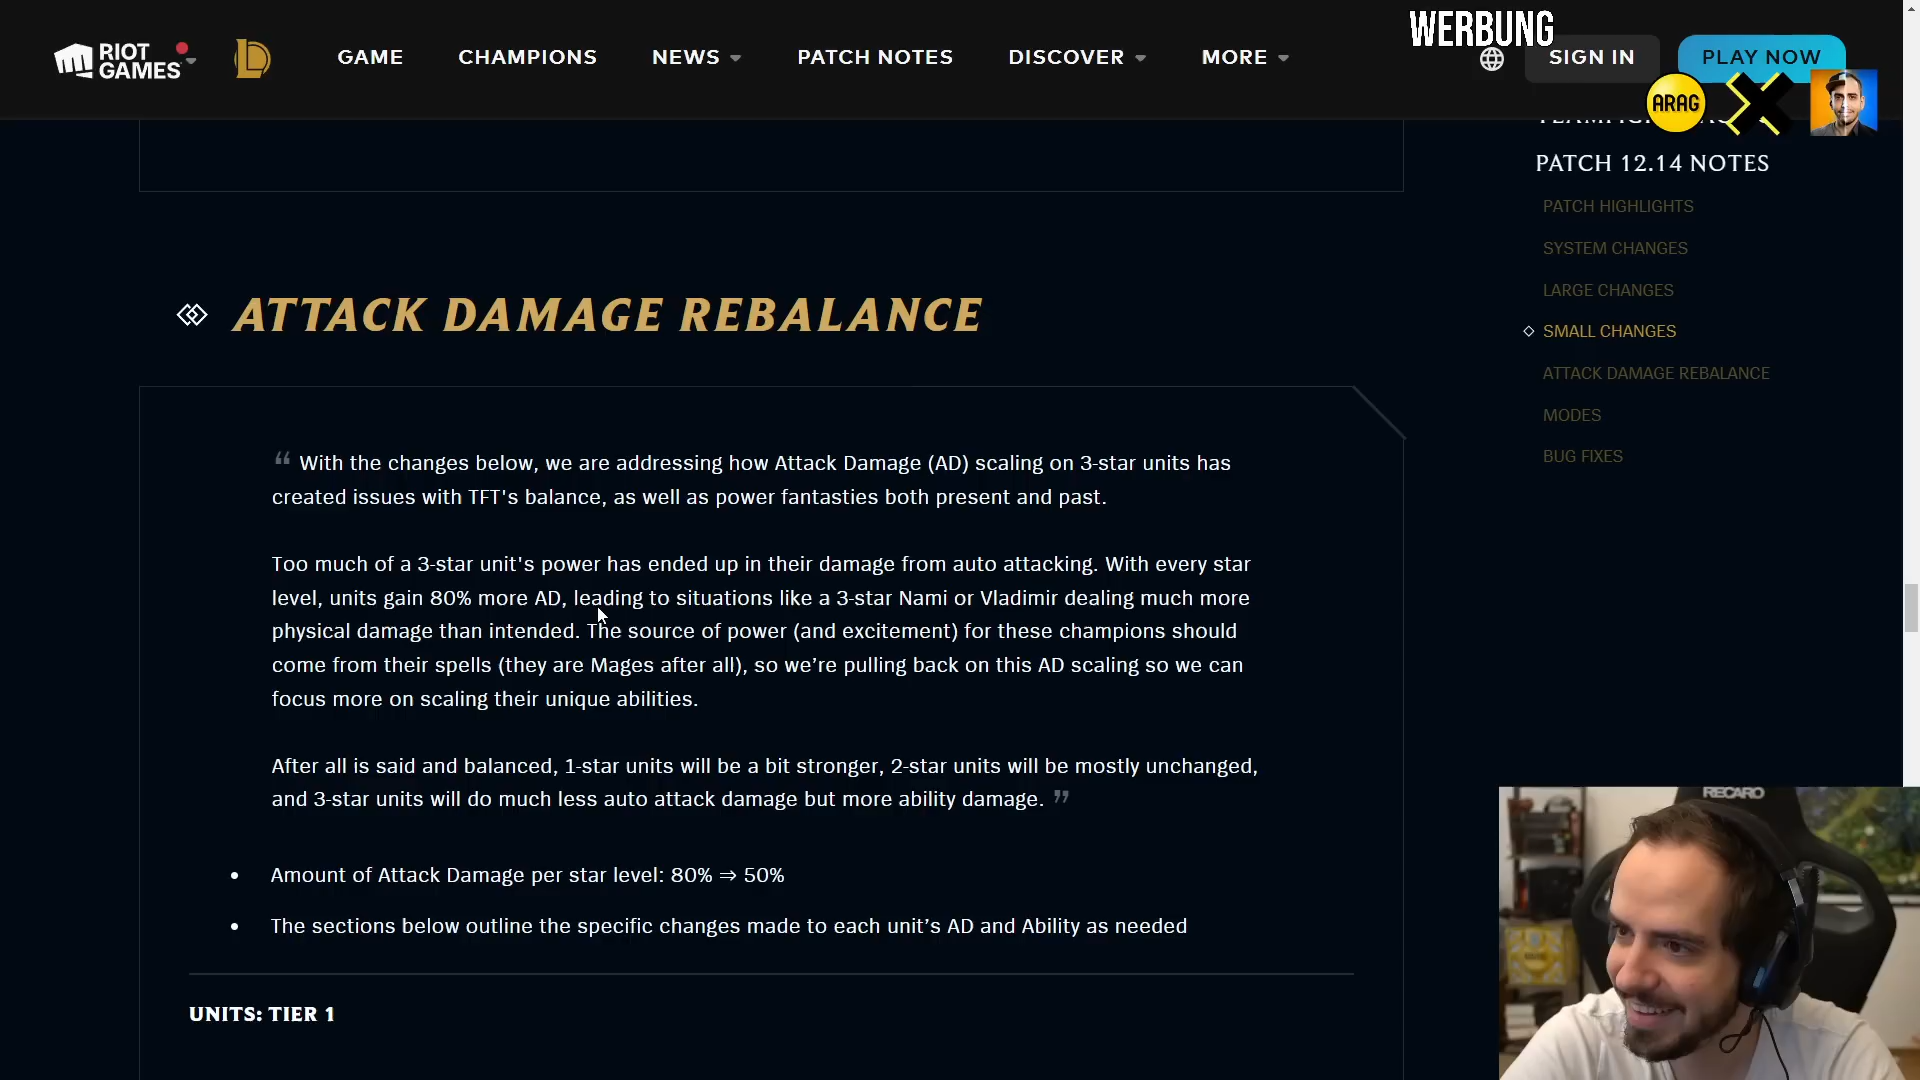 WERBUNG
RIOT GAMES
GAME
CHAMPIONS
NEWS
PATCH NOTES
DISCOVER
MORE
SIGN IN
PLAY NOW
ARAG
PATCH 12.14 NOTES
PATCH HIGHLIGHTS
SYSTEM CHANGES
LARGE CHANGES
SMALL CHANGES
ATTACK DAMAGE REBALANCE
MODES
BUG FIXES
ATTACK DAMAGE REBALANCE
“ With the changes below, we are addressing how Attack Damage (AD) scaling on 3-star units has
created issues with TFT's balance, as well as power fantasties both present and past.
Too much of a 3-star unit's power has ended up in their damage from auto attacking. With every star
level, units gain 80% more AD, leading to situations like a 3-star Nami or Vladimir dealing much more
physical damage than intended. The source of power (and excitement) for these champions should
come from their spells (they are Mages after all), so we’re pulling back on this AD scaling so we can
focus more on scaling their unique abilities.
After all is said and balanced, 1-star units will be a bit stronger, 2-star units will be mostly unchanged,
and 3-star units will do much less auto attack damage but more ability damage. ”
• Amount of Attack Damage per star level: 80% ⇒ 50%
• The sections below outline the specific changes made to each unit’s AD and Ability as needed
UNITS: TIER 1
RECARO